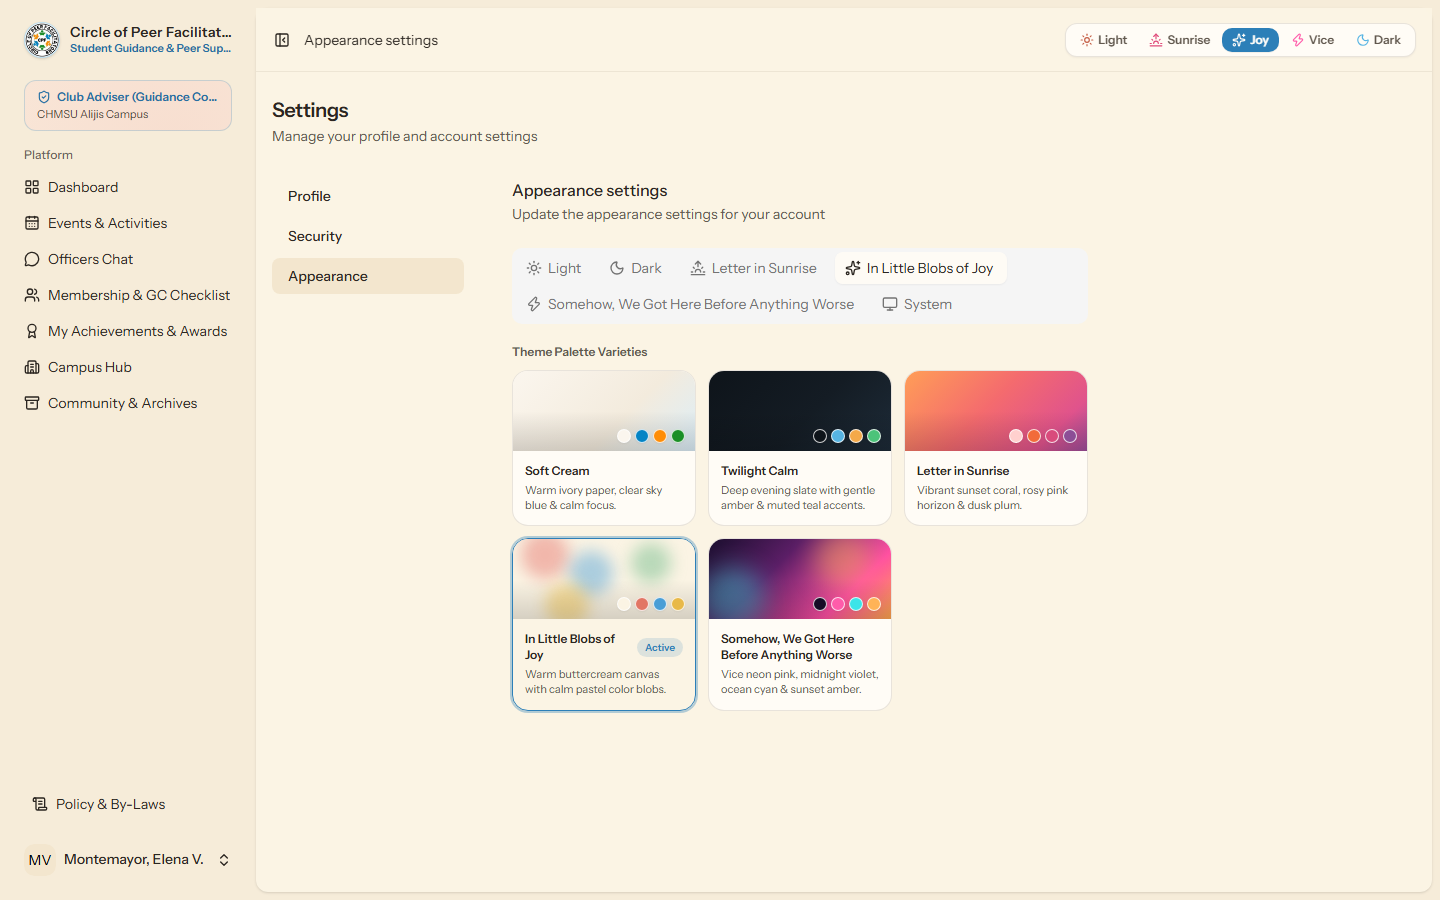 Circle of Peer Facilitat...
Student Guidance & Peer Sup...
Club Adviser (Guidance Co...
CHMSU Alijis Campus
Platform
Dashboard
Events & Activities
Officers Chat
Membership & GC Checklist
My Achievements & Awards
Campus Hub
Community & Archives
Policy & By-Laws
MV Montemayor, Elena V.
Appearance settings
Light Sunrise Joy Vice Dark
Settings
Manage your profile and account settings
Profile
Security
Appearance
Appearance settings
Update the appearance settings for your account
Light Dark Letter in Sunrise In Little Blobs of Joy
Somehow, We Got Here Before Anything Worse System
Theme Palette Varieties
Soft Cream
Warm ivory paper, clear sky
blue & calm focus.
Twilight Calm
Deep evening slate with gentle
amber & muted teal accents.
Letter in Sunrise
Vibrant sunset coral, rosy pink
horizon & dusk plum.
In Little Blobs of
Joy
Active
Warm buttercream canvas
with calm pastel color blobs.
Somehow, We Got Here
Before Anything Worse
Vice neon pink, midnight violet,
ocean cyan & sunset amber.